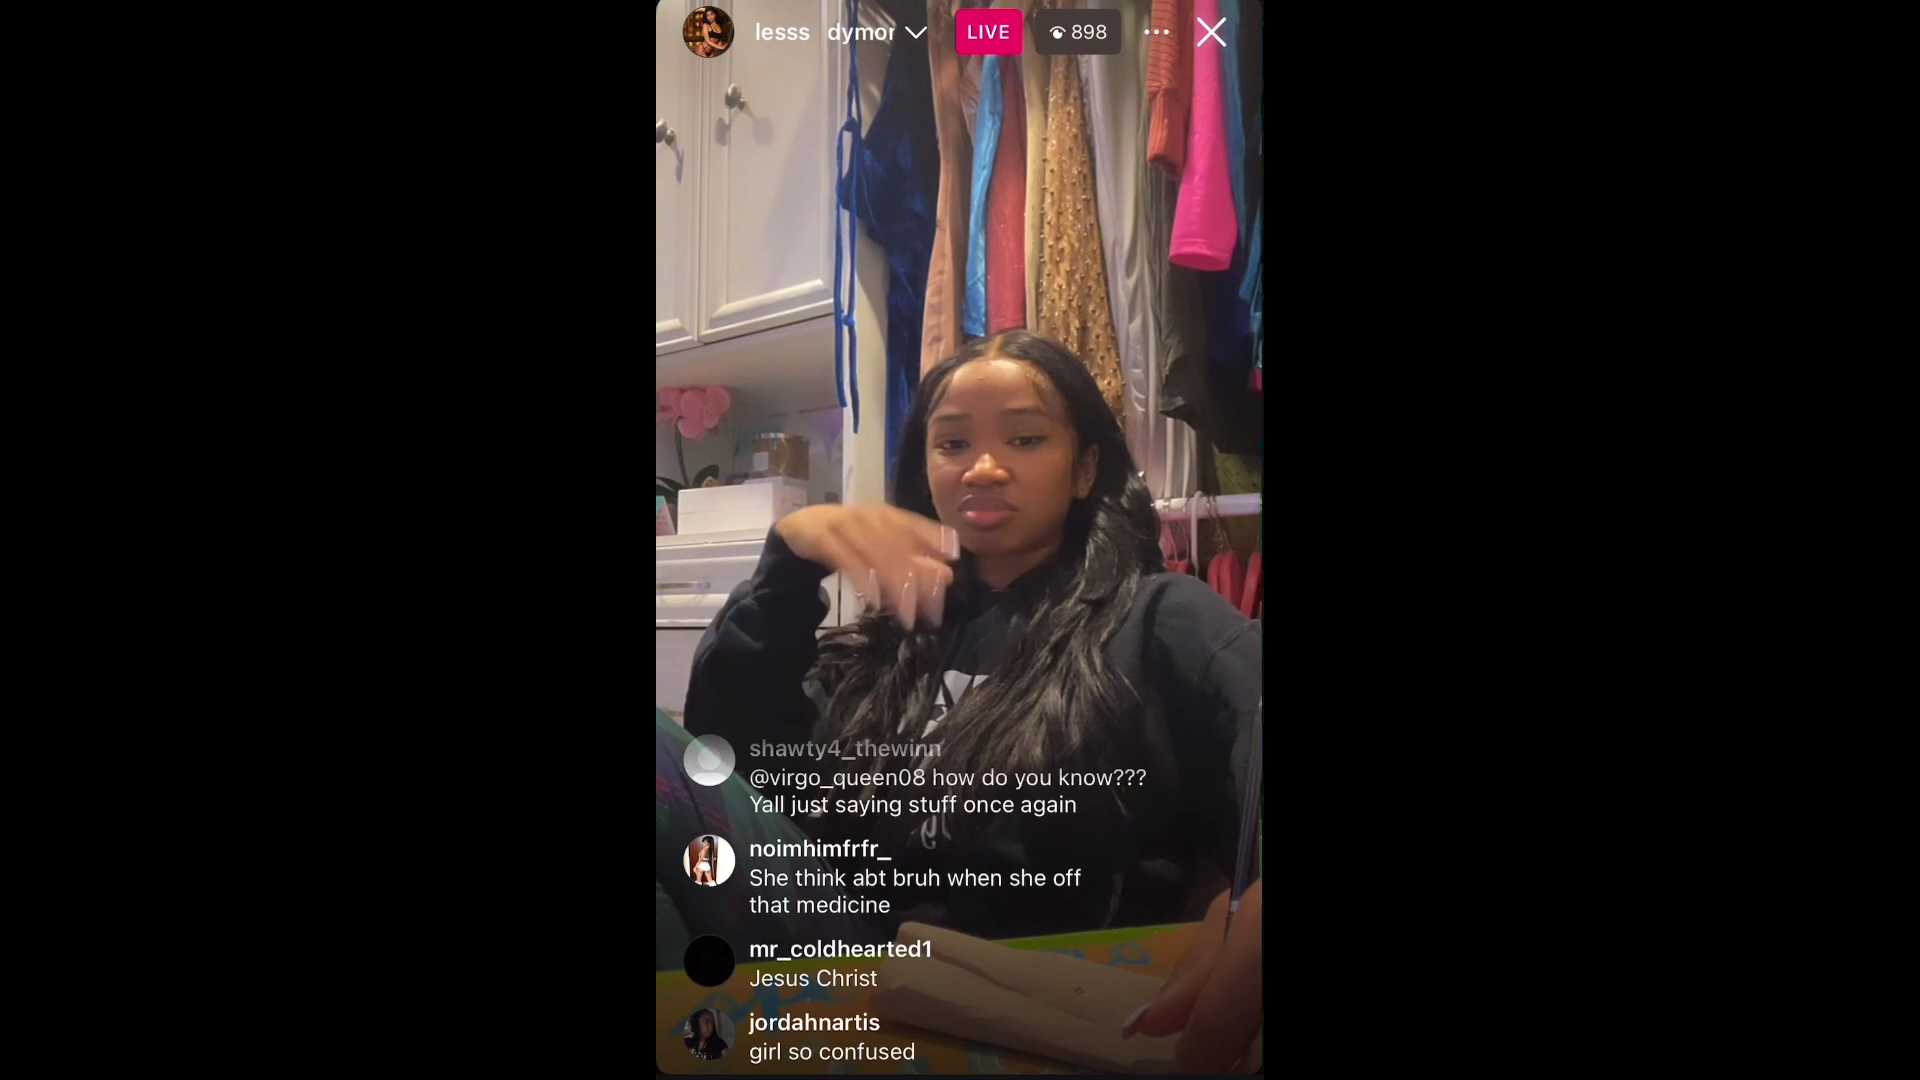 lesss dymor
LIVE
898
shawty4_thewinn
@virgo_queen08 how do you know???
Yall just saying stuff once again
noimhimfrfr_
She think abt bruh when she off
that medicine
mr_coldhearted1
Jesus Christ
jordahnartis
girl so confused